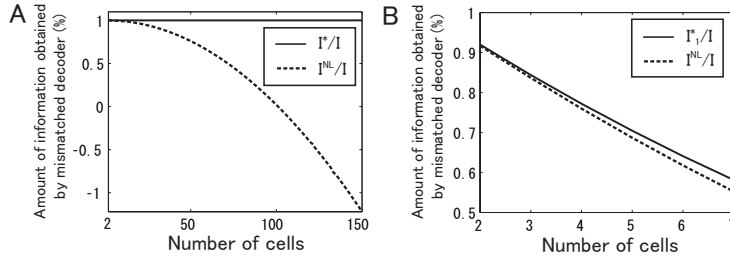 A
Amount of information obtained
by mismatched decoder (%)
1
0.5
0
-0.5
-1
I*/I
I^NL/I
2
50
100
150
Number of cells
B
Amount of information obtained
by mismatched decoder (%)
1
0.9
0.8
0.7
0.6
0.5
I*_1/I
I^NL/I
2
3
4
5
6
7
Number of cells